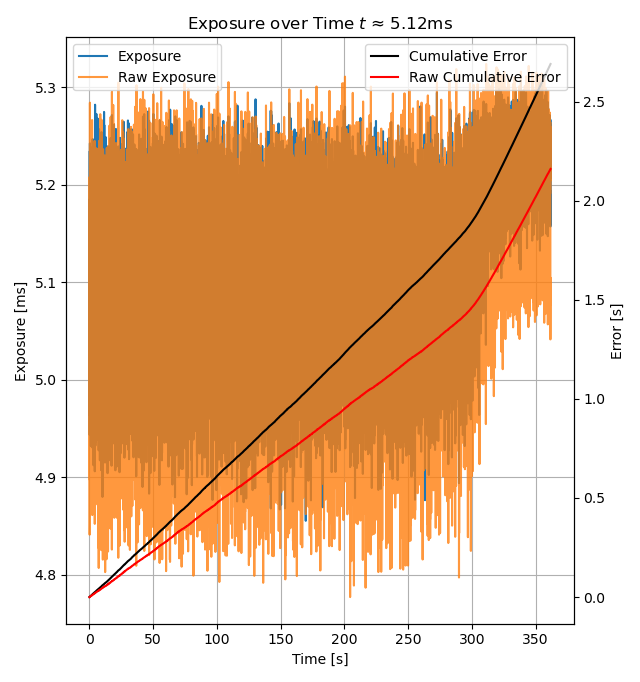 Exposure over Time t ≈ 5.12ms
Exposure
Raw Exposure
Cumulative Error
Raw Cumulative Error
5.3
5.2
5.1
5.0
4.9
4.8
Exposure [ms]
2.5
2.0
1.5
1.0
0.5
0.0
Error [s]
0 50 100 150 200 250 300 350
Time [s]